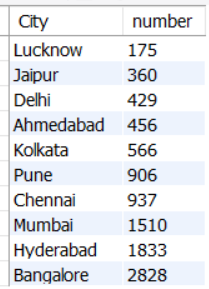 City number
Lucknow 175
Jaipur 360
Delhi 429
Ahmedabad 456
Kolkata 566
Pune 906
Chennai 937
Mumbai 1510
Hyderabad 1833
Bangalore 2828